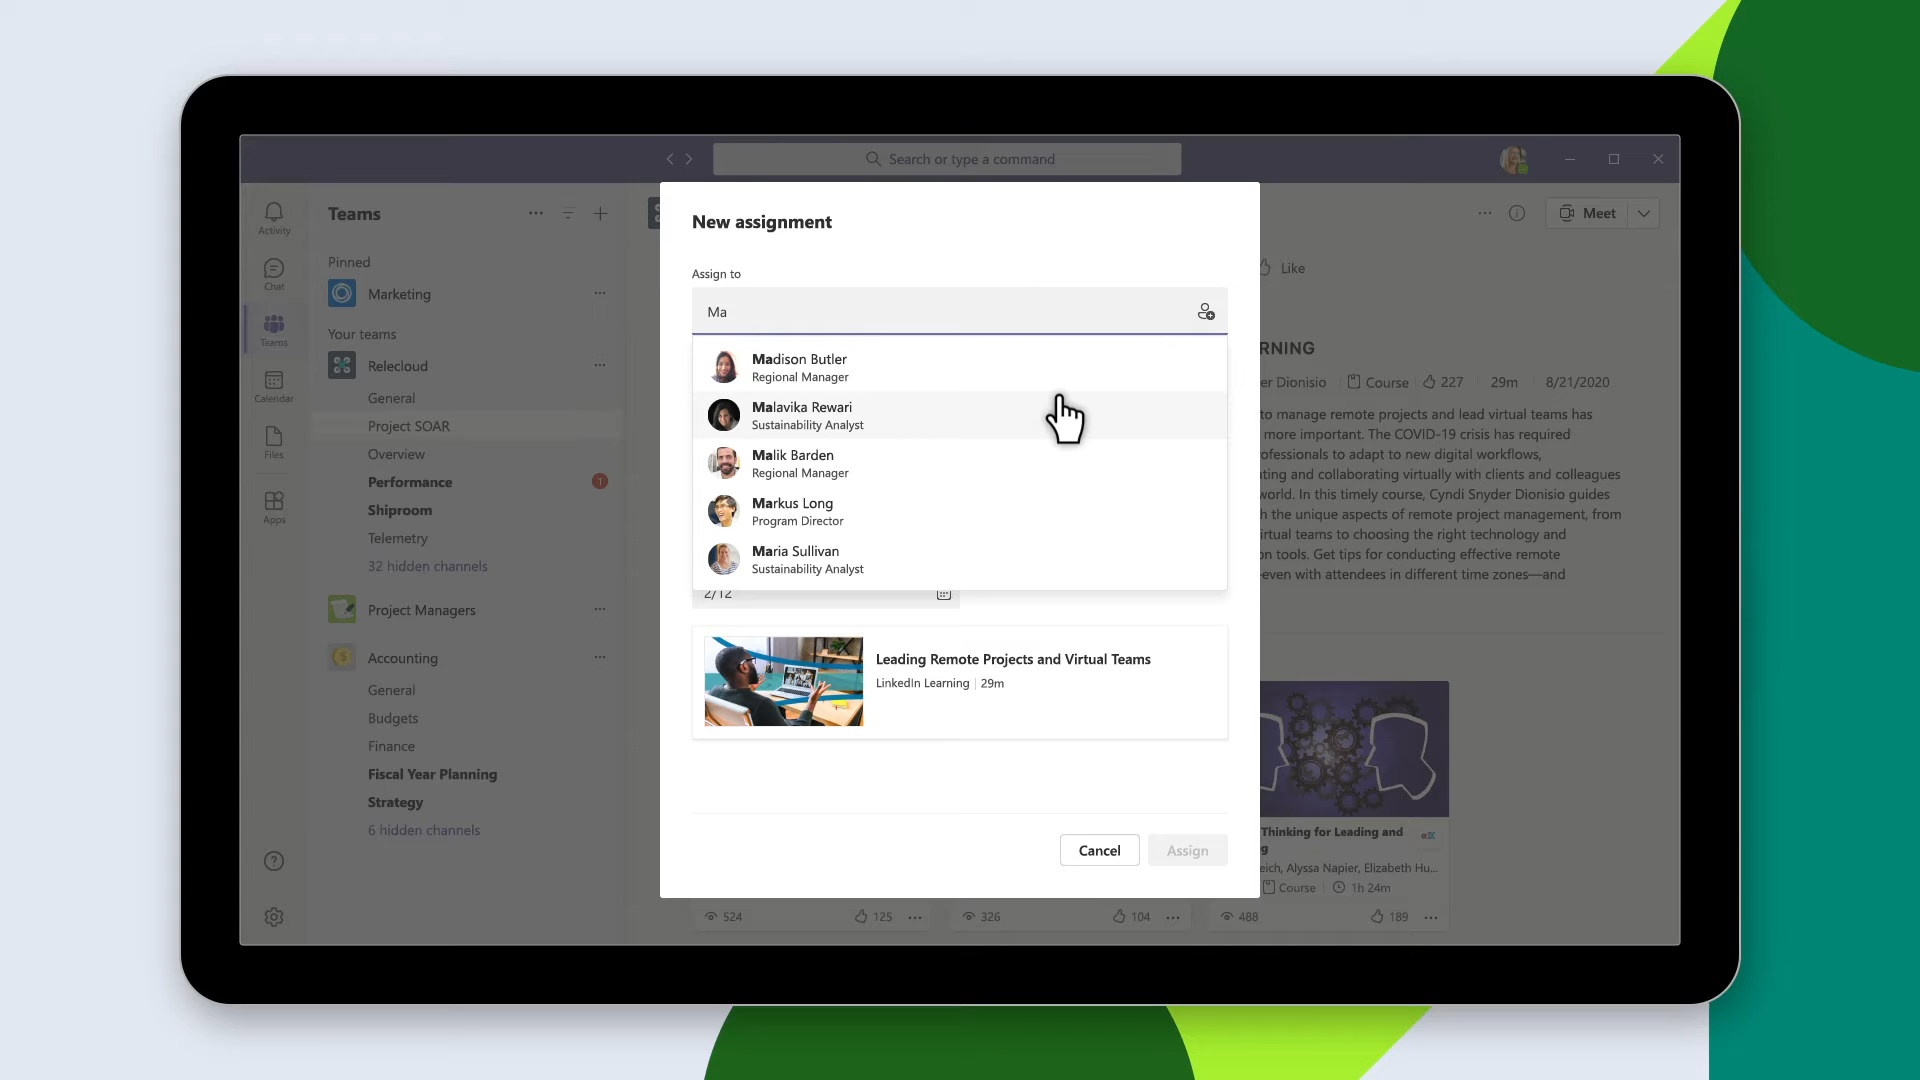 Search or type a command
Activity
Chat
Teams
Calendar
Files
Apps
Teams
Pinned
Marketing
Your teams
Relecloud
General
Project SOAR
Overview
Performance
1
Shiproom
Telemetry
32 hidden channels
Project Managers
Accounting
General
Budgets
Finance
Fiscal Year Planning
Strategy
6 hidden channels
New assignment
Assign to
Ma
Madison Butler
Regional Manager
Malavika Rewari
Sustainability Analyst
Malik Barden
Regional Manager
Markus Long
Program Director
Maria Sullivan
Sustainability Analyst
2/12
Leading Remote Projects and Virtual Teams
LinkedIn Learning | 29m
Cancel
Assign
Meet
Like
RNING
er Dionisio Course 227 29m 8/21/2020
to manage remote projects and lead virtual teams has
more important. The COVID-19 crisis has required
ofessionals to adapt to new digital workflows,
ting and collaborating virtually with clients and colleagues
world. In this timely course, Cyndi Snyder Dionisio guides
h the unique aspects of remote project management, from
irtual teams to choosing the right technology and
on tools. Get tips for conducting effective remote
even with attendees in different time zones—and
Thinking for Leading and
g
eich, Alyssa Napier, Elizabeth Hu...
Course 1h 24m
524 125
326 104
488 189